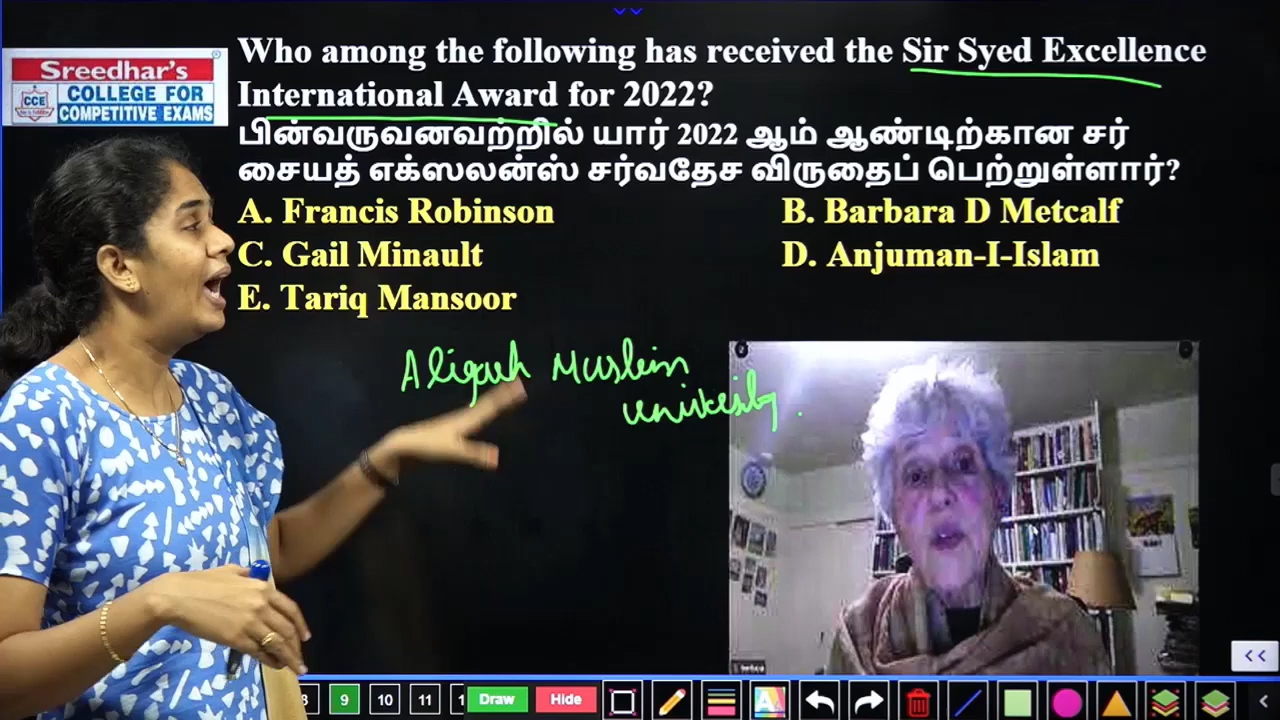 Sreedhar's
CCE
COLLEGE FOR
COMPETITIVE EXAMS
Who among the following has received the Sir Syed Excellence
International Award for 2022?
பின்வருவனவற்றில் யார் 2022 ஆம் ஆண்டிற்கான சர்
சையத் எக்ஸலன்ஸ் சர்வதேச விருதைப் பெற்றுள்ளார்?
A. Francis Robinson
B. Barbara D Metcalf
C. Gail Minault
D. Anjuman-I-Islam
E. Tariq Mansoor
Aligarh Muslim
University.
8 9 10 11 1 Draw Hide A